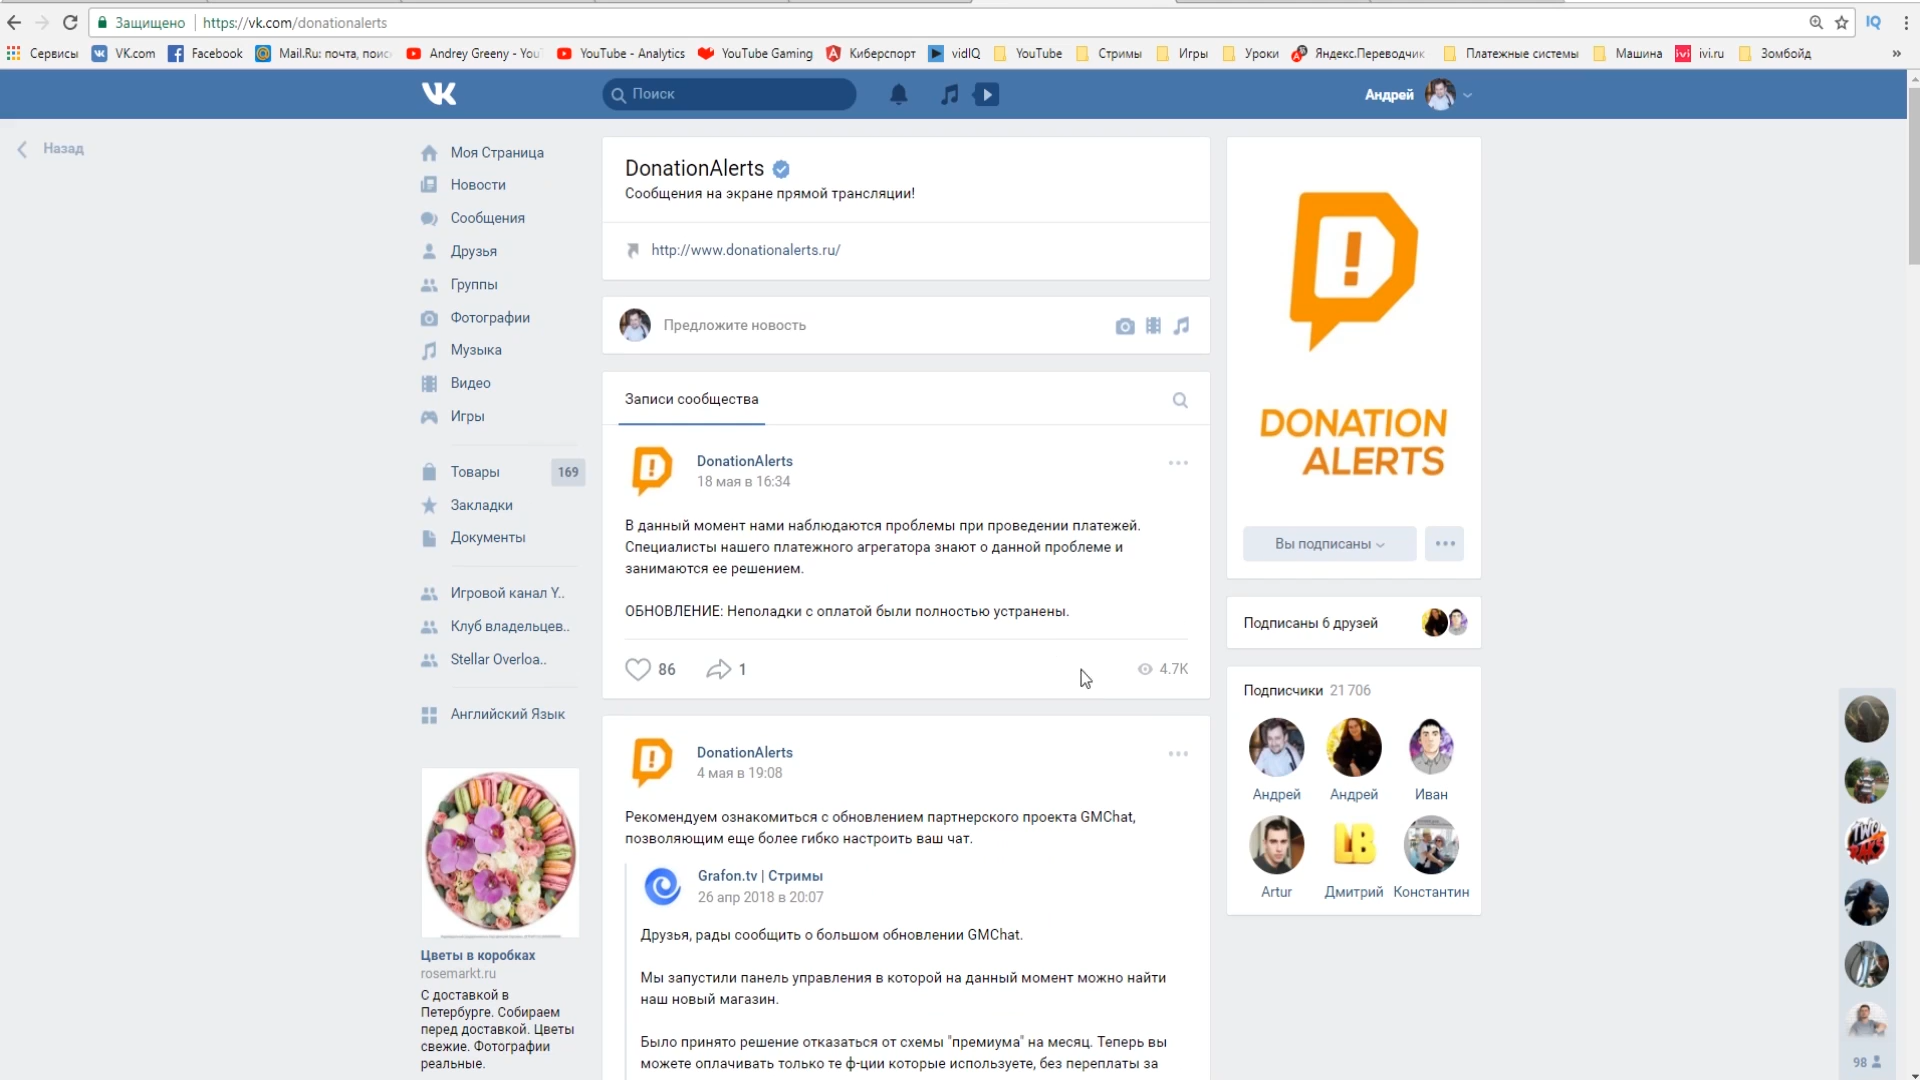 Защищено
https://vk.com/donationalerts
Сервисы
VK.com
Facebook
Mail.Ru: почта, поис
Andrey Greeny - You
YouTube - Analytics
YouTube Gaming
Киберспорт
vidIQ
YouTube
Стримы
Игры
Уроки
Яндекс.Переводчик
Платежные системы
Машина
ivi.ru
Зомбойд
Поиск
Андрей
Назад
Моя Страница
Новости
Сообщения
Друзья
Группы
Фотографии
Музыка
Видео
Игры
Товары
169
Закладки
Документы
Игровой канал Y..
Клуб владельцев..
Stellar Overloa..
Английский Язык
Цветы в коробках
rosemarkt.ru
С доставкой в
Петербурге. Собираем
перед доставкой. Цветы
свежие. Фотографии
реальные.
DonationAlerts
Сообщения на экране прямой трансляции!
http://www.donationalerts.ru/
Предложите новость
Записи сообщества
DonationAlerts
18 мая в 16:34
В данный момент нами наблюдаются проблемы при проведении платежей.
Специалисты нашего платежного агрегатора знают о данной проблеме и
занимаются ее решением.
ОБНОВЛЕНИЕ: Неполадки с оплатой были полностью устранены.
86
1
4.7K
DonationAlerts
4 мая в 19:08
Рекомендуем ознакомиться с обновлением партнерского проекта GMChat,
позволяющим еще более гибко настроить ваш чат.
Grafon.tv | Стримы
26 апр 2018 в 20:07
Друзья, рады сообщить о большом обновлении GMChat.
Мы запустили панель управления в которой на данный момент можно найти
наш новый магазин.
Было принято решение отказаться от схемы "премиума" на месяц. Теперь вы
можете оплачивать только те ф-ции которые используете, без переплаты за
DONATION
ALERTS
Вы подписаны
Подписаны 6 друзей
Подписчики 21 706
Андрей
Андрей
Иван
LB
Artur
Дмитрий
Константин
98